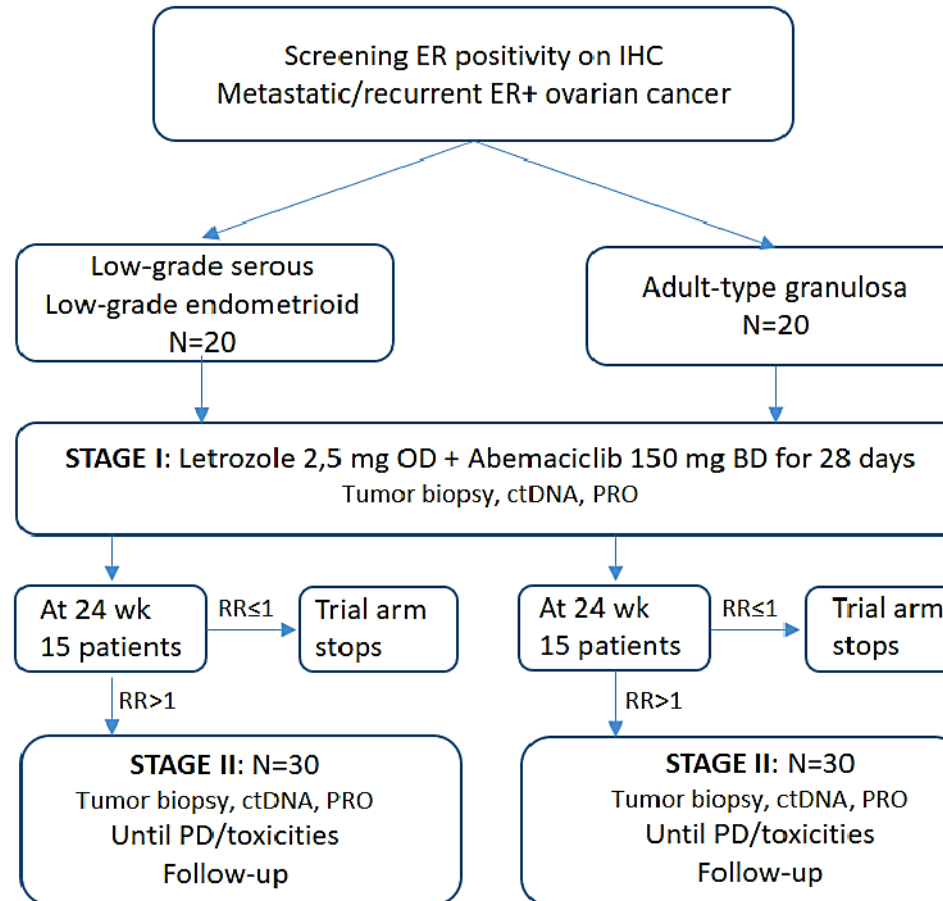 Screening ER positivity on IHC
Metastatic/recurrent ER+ ovarian cancer
Low-grade serous
Low-grade endometrioid
N=20
Adult-type granulosa
N=20
STAGE I: Letrozole 2,5 mg OD + Abemaciclib 150 mg BD for 28 days
Tumor biopsy, ctDNA, PRO
At 24 wk
15 patients
RR≤1
Trial arm
stops
At 24 wk
15 patients
RR≤1
Trial arm
stops
RR>1
RR>1
STAGE II: N=30
Tumor biopsy, ctDNA, PRO
Until PD/toxicities
Follow-up
STAGE II: N=30
Tumor biopsy, ctDNA, PRO
Until PD/toxicities
Follow-up